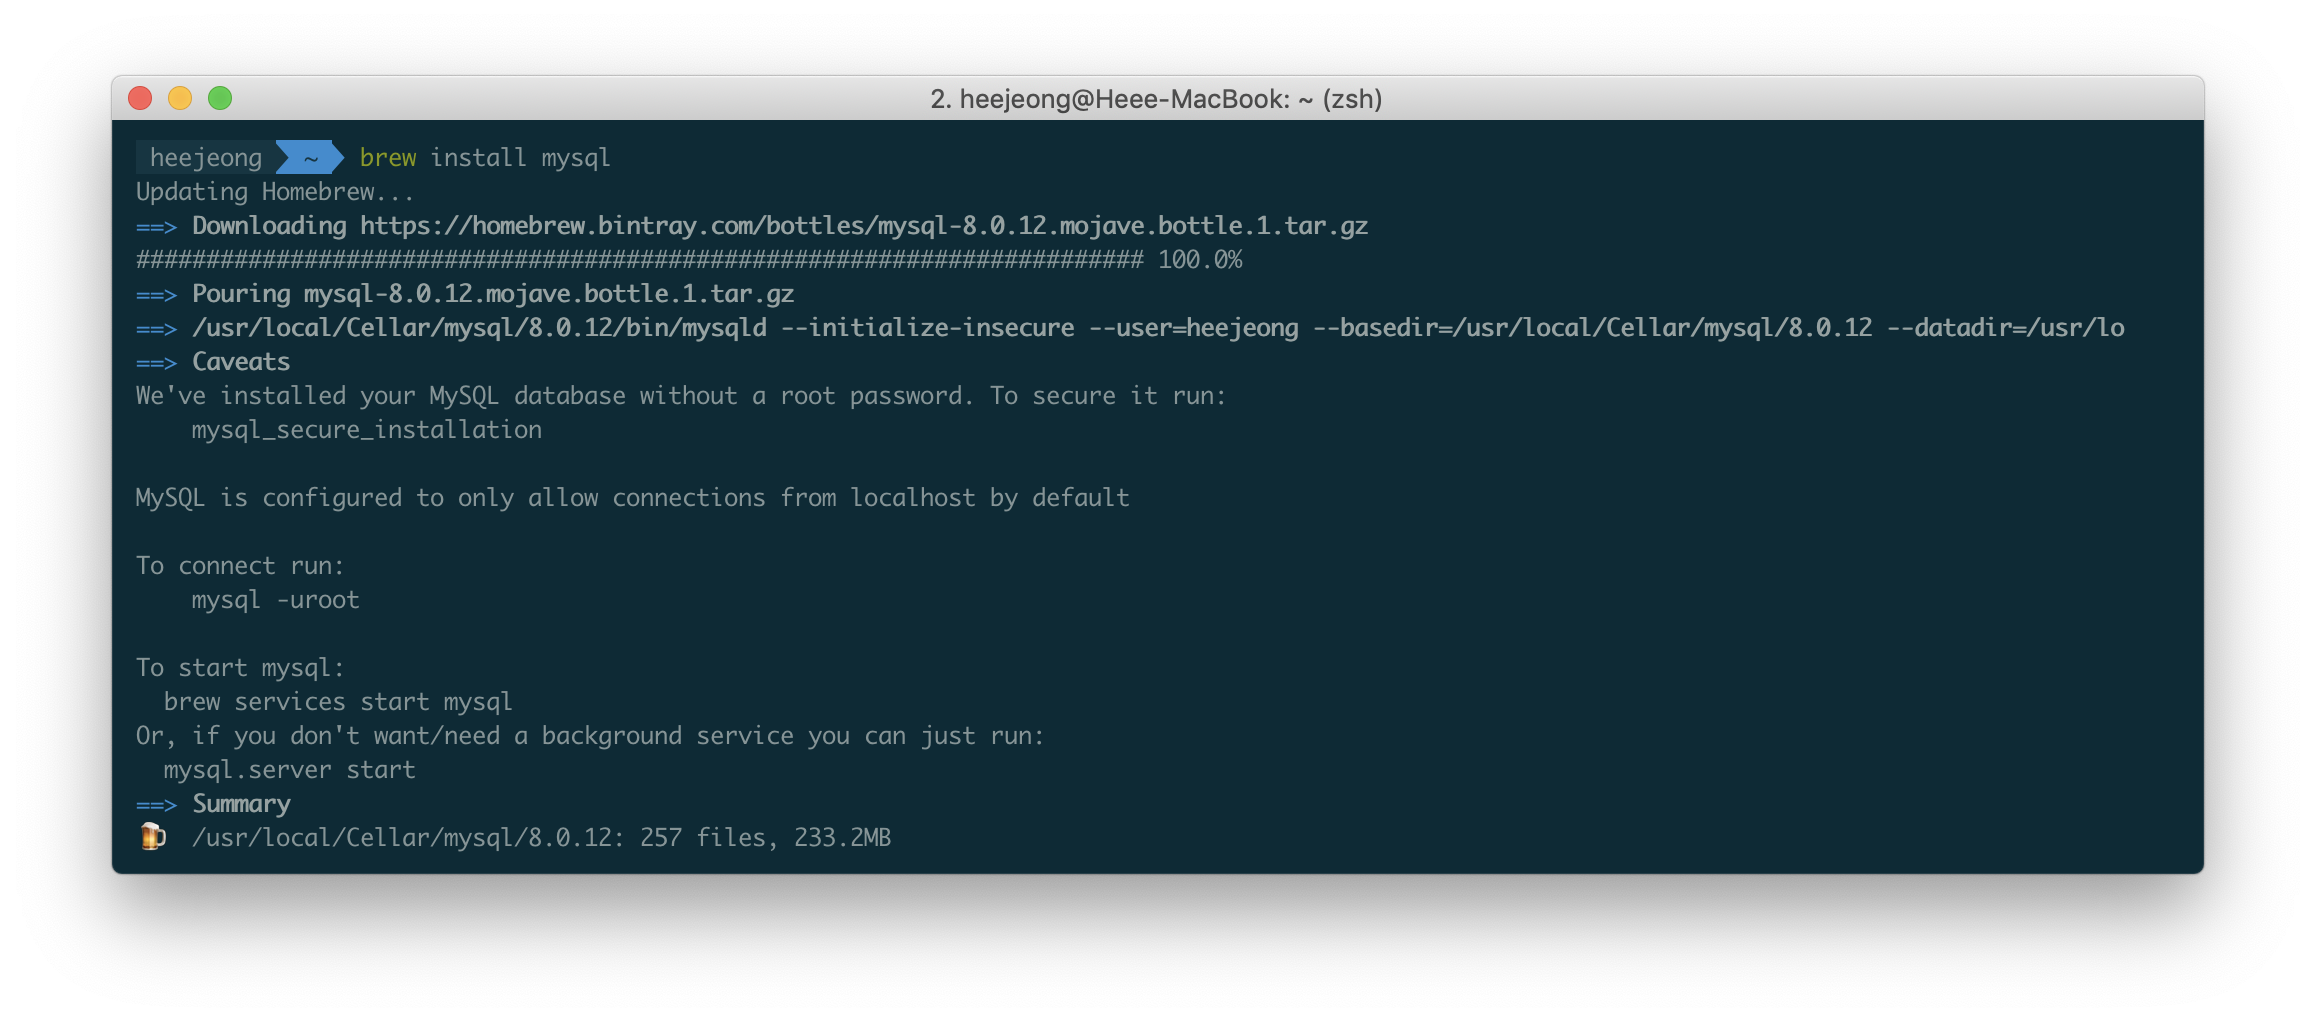 2. heejeong@Heee-MacBook: ~ (zsh)
heejeong ~ brew install mysql
Updating Homebrew...
==> Downloading https://homebrew.bintray.com/bottles/mysql-8.0.12.mojave.bottle.1.tar.gz
######################################################################## 100.0%
==> Pouring mysql-8.0.12.mojave.bottle.1.tar.gz
==> /usr/local/Cellar/mysql/8.0.12/bin/mysqld --initialize-insecure --user=heejeong --basedir=/usr/local/Cellar/mysql/8.0.12 --datadir=/usr/lo
==> Caveats
We've installed your MySQL database without a root password. To secure it run:
    mysql_secure_installation

MySQL is configured to only allow connections from localhost by default

To connect run:
    mysql -uroot

To start mysql:
  brew services start mysql
Or, if you don't want/need a background service you can just run:
  mysql.server start
==> Summary
🍺  /usr/local/Cellar/mysql/8.0.12: 257 files, 233.2MB